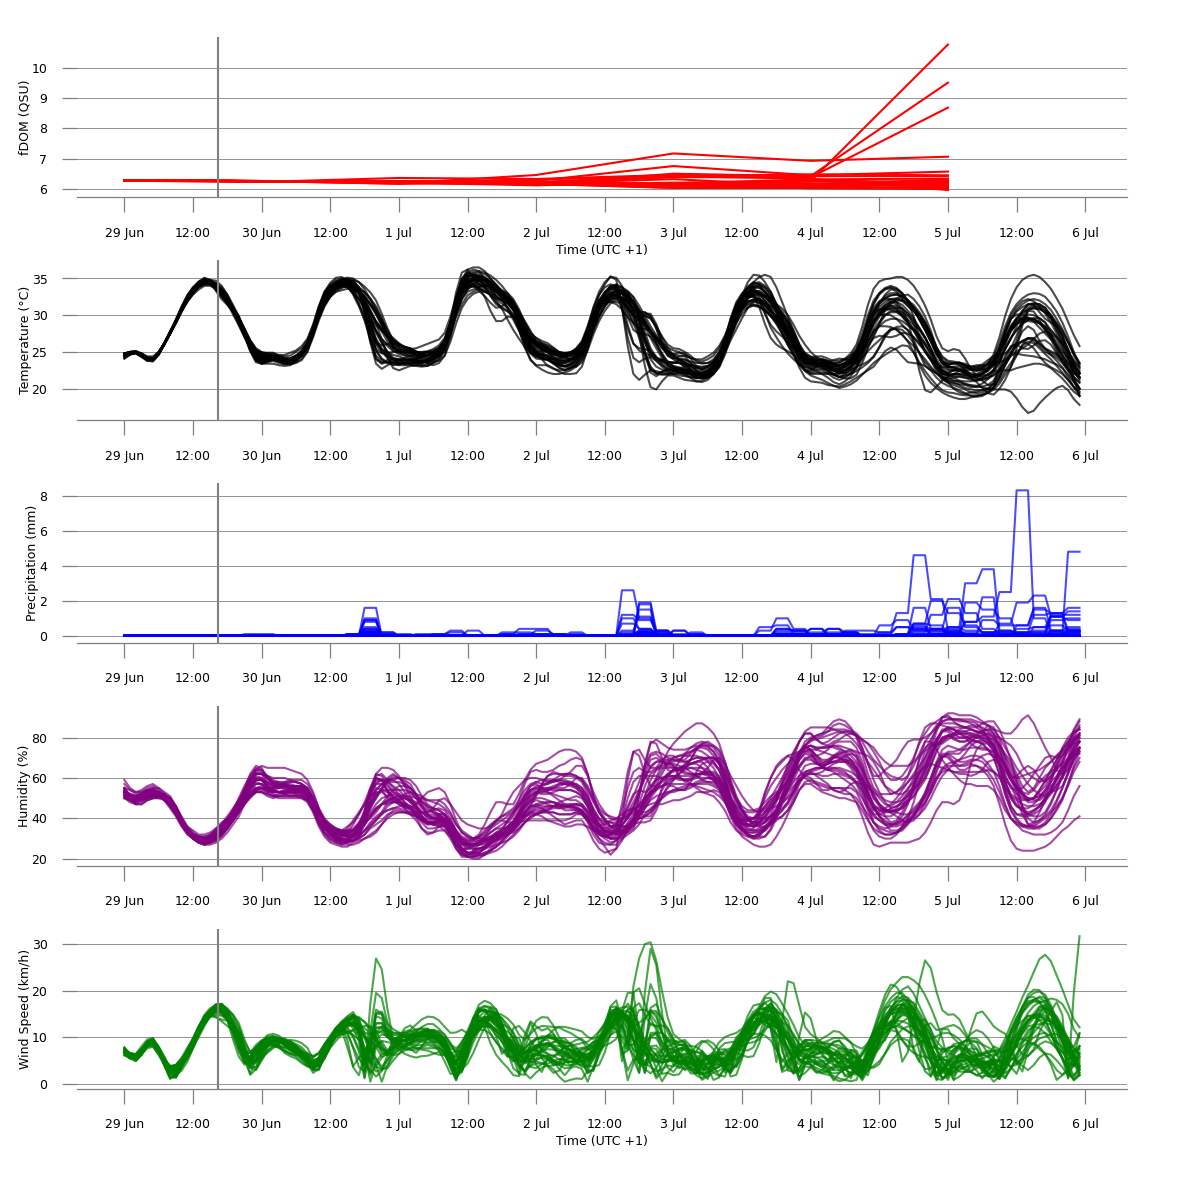 fDOM (QSU)
10
9
8
7
6
29 Jun 12:00 30 Jun 12:00 1 Jul 12:00 2 Jul 12:00 3 Jul 12:00 4 Jul 12:00 5 Jul 12:00 6 Jul
Time (UTC +1)
Temperature (°C)
35
30
25
20
29 Jun 12:00 30 Jun 12:00 1 Jul 12:00 2 Jul 12:00 3 Jul 12:00 4 Jul 12:00 5 Jul 12:00 6 Jul
Precipitation (mm)
8
6
4
2
0
29 Jun 12:00 30 Jun 12:00 1 Jul 12:00 2 Jul 12:00 3 Jul 12:00 4 Jul 12:00 5 Jul 12:00 6 Jul
Humidity (%)
80
60
40
20
29 Jun 12:00 30 Jun 12:00 1 Jul 12:00 2 Jul 12:00 3 Jul 12:00 4 Jul 12:00 5 Jul 12:00 6 Jul
Wind Speed (km/h)
30
20
10
0
29 Jun 12:00 30 Jun 12:00 1 Jul 12:00 2 Jul 12:00 3 Jul 12:00 4 Jul 12:00 5 Jul 12:00 6 Jul
Time (UTC +1)